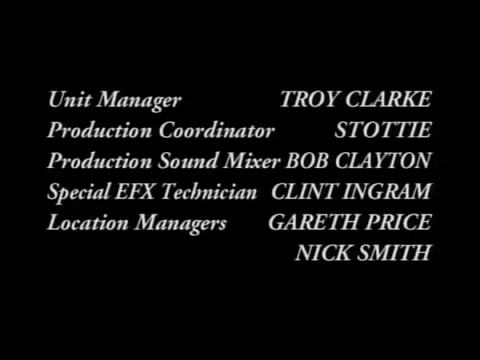 Unit Manager TROY CLARKE
Production Coordinator STOTTIE
Production Sound Mixer BOB CLAYTON
Special EFX Technician CLINT INGRAM
Location Managers GARETH PRICE
NICK SMITH